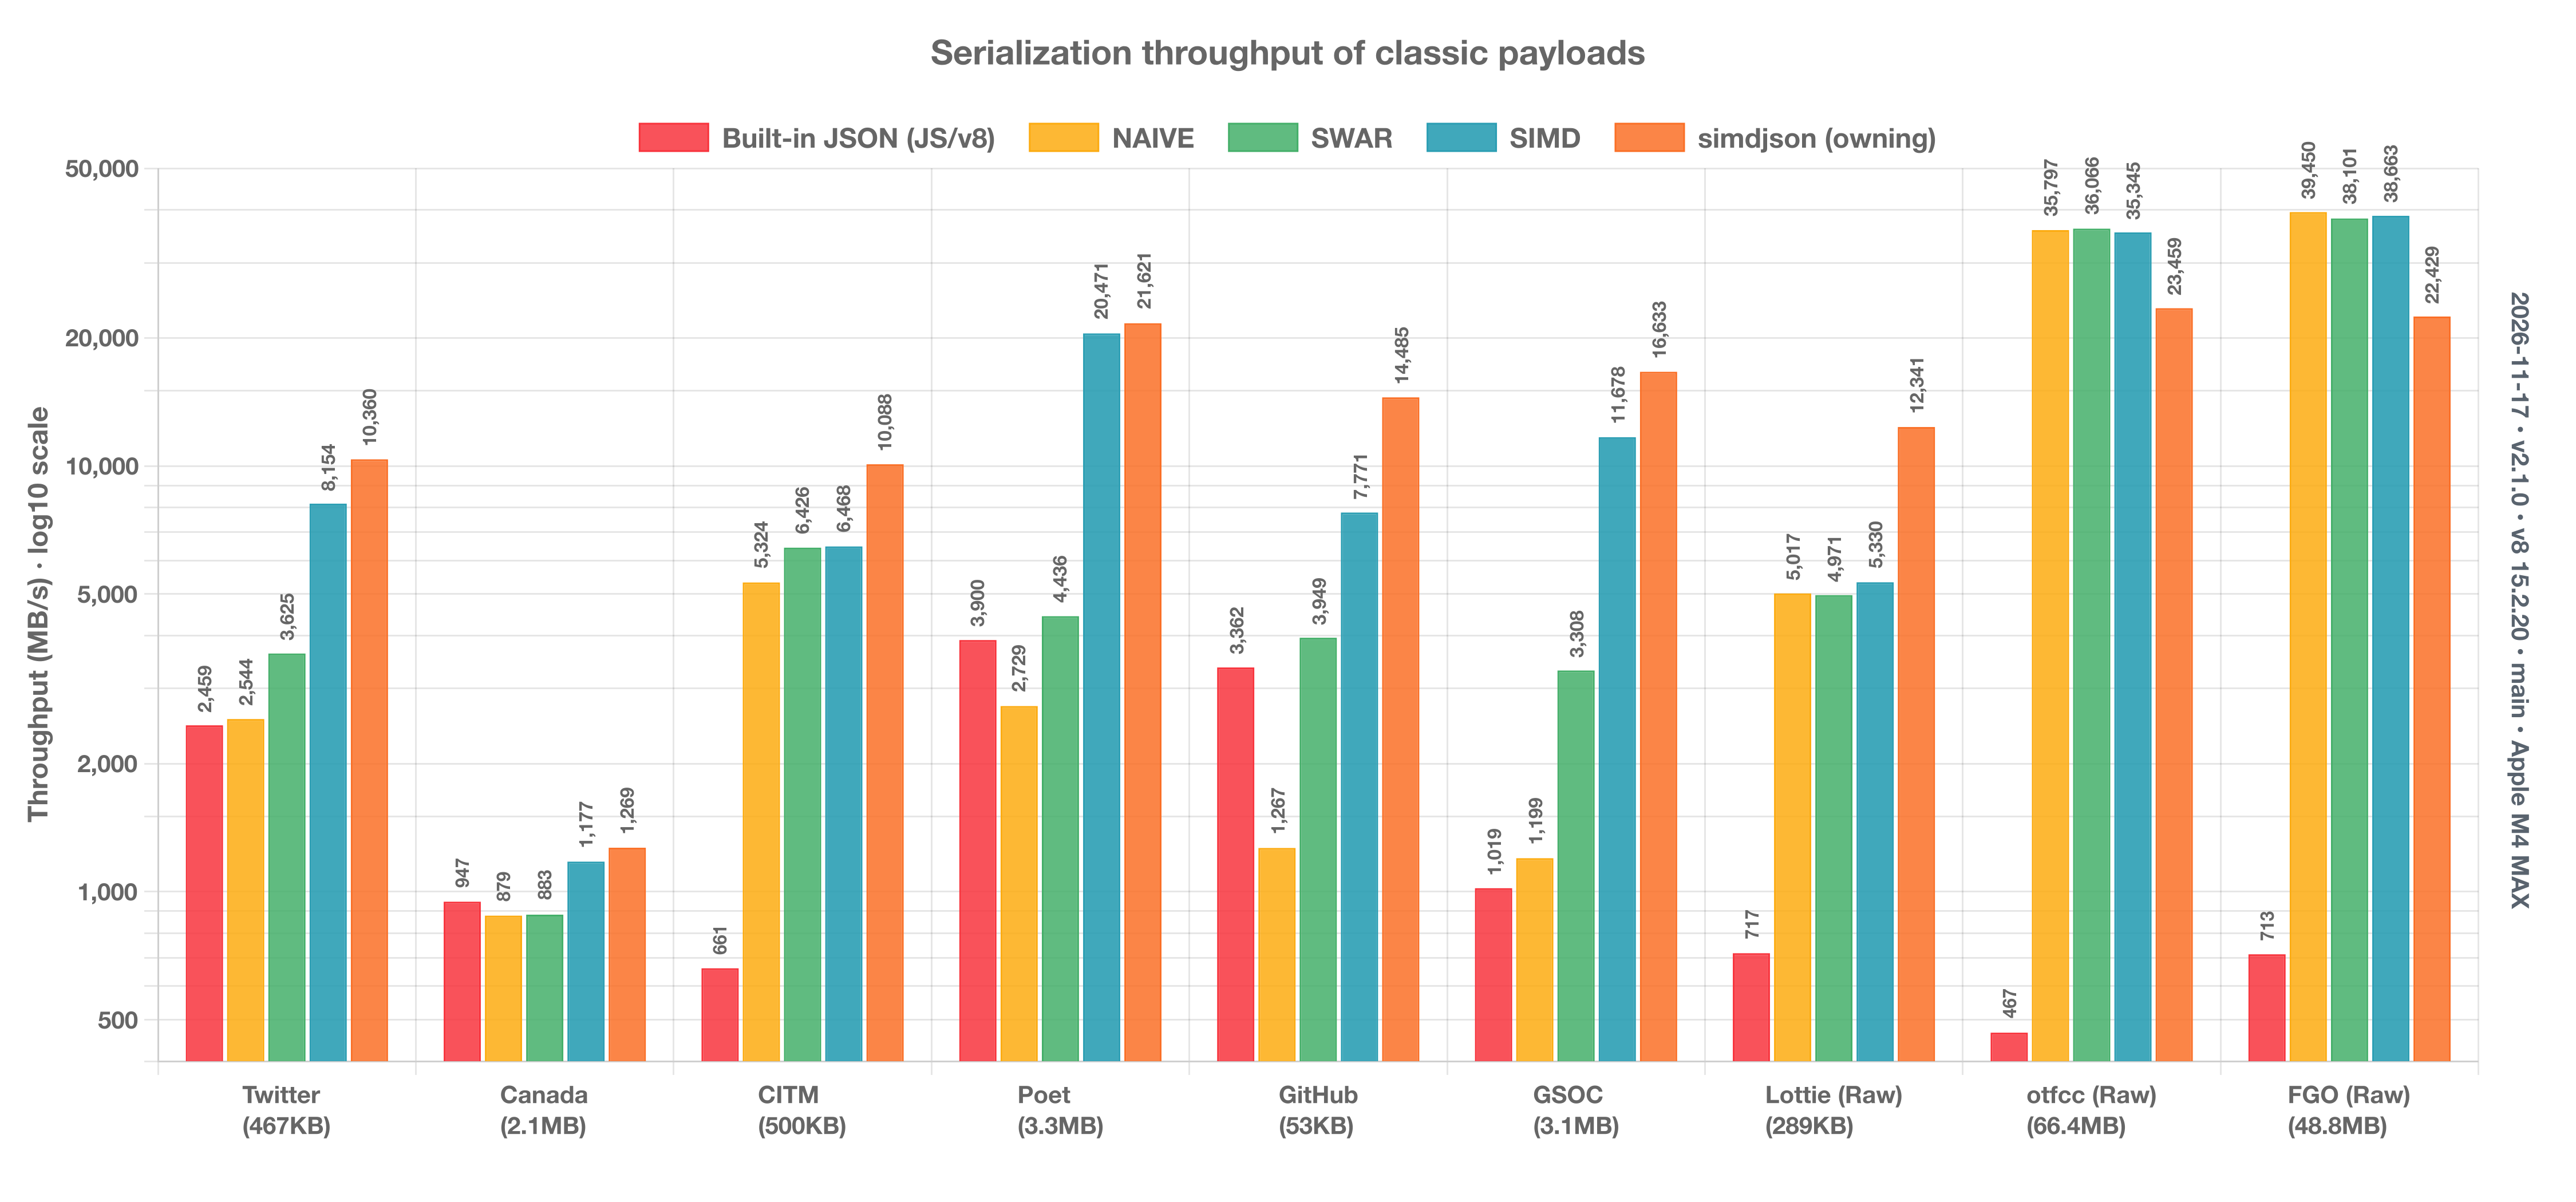 Serialization throughput of classic payloads
Built-in JSON (JS/v8)
NAIVE
SWAR
SIMD
simdjson (owning)
Throughput (MB/s) · log10 scale
50,000
20,000
10,000
5,000
2,000
1,000
500
2,459
2,544
3,625
8,154
10,360
947
879
883
1,177
1,269
661
5,324
6,426
6,468
10,088
3,900
2,729
4,436
20,471
21,621
3,362
1,267
3,949
7,771
14,485
1,019
1,199
3,308
11,678
16,633
717
5,017
4,971
5,330
12,341
467
35,797
36,066
35,345
23,459
713
39,450
38,101
38,663
22,429
Twitter
(467KB)
Canada
(2.1MB)
CITM
(500KB)
Poet
(3.3MB)
GitHub
(53KB)
GSOC
(3.1MB)
Lottie (Raw)
(289KB)
otfcc (Raw)
(66.4MB)
FGO (Raw)
(48.8MB)
2026-11-17 • v2.1.0 • v8 15.2.20 • main • Apple M4 MAX